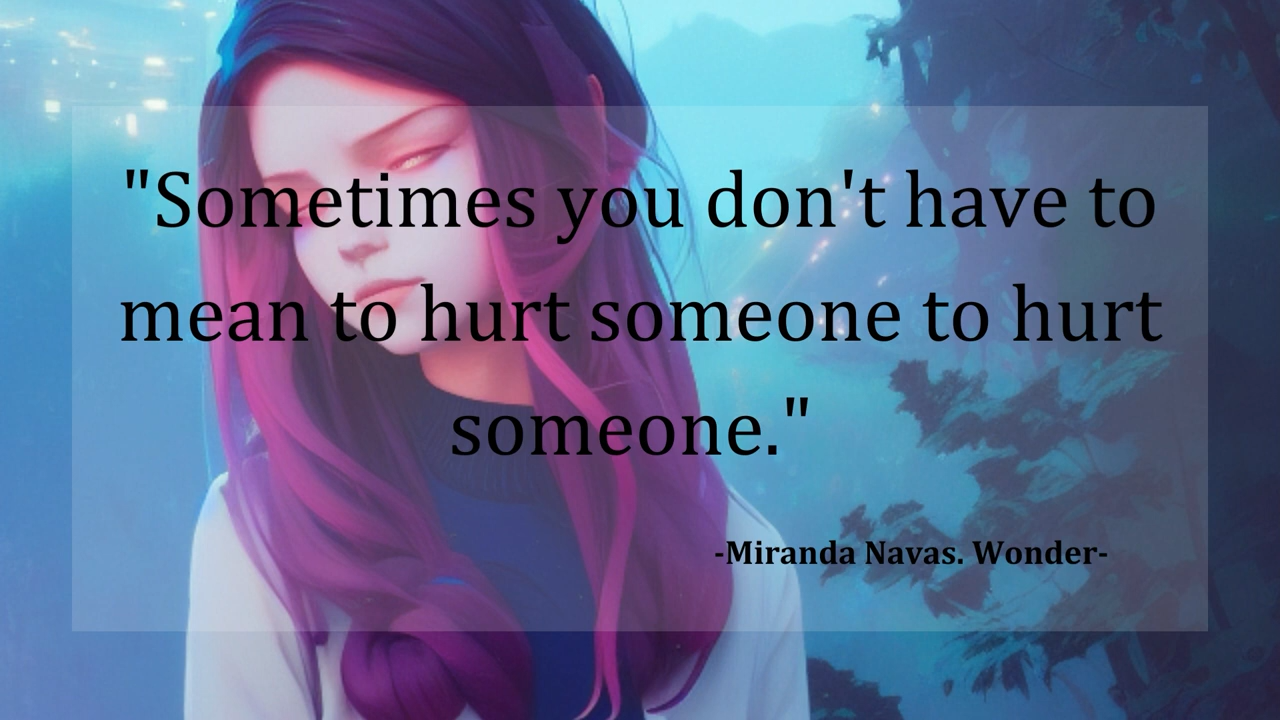 "Sometimes you don't have to
mean to hurt someone to hurt
someone."
-Miranda Navas. Wonder-